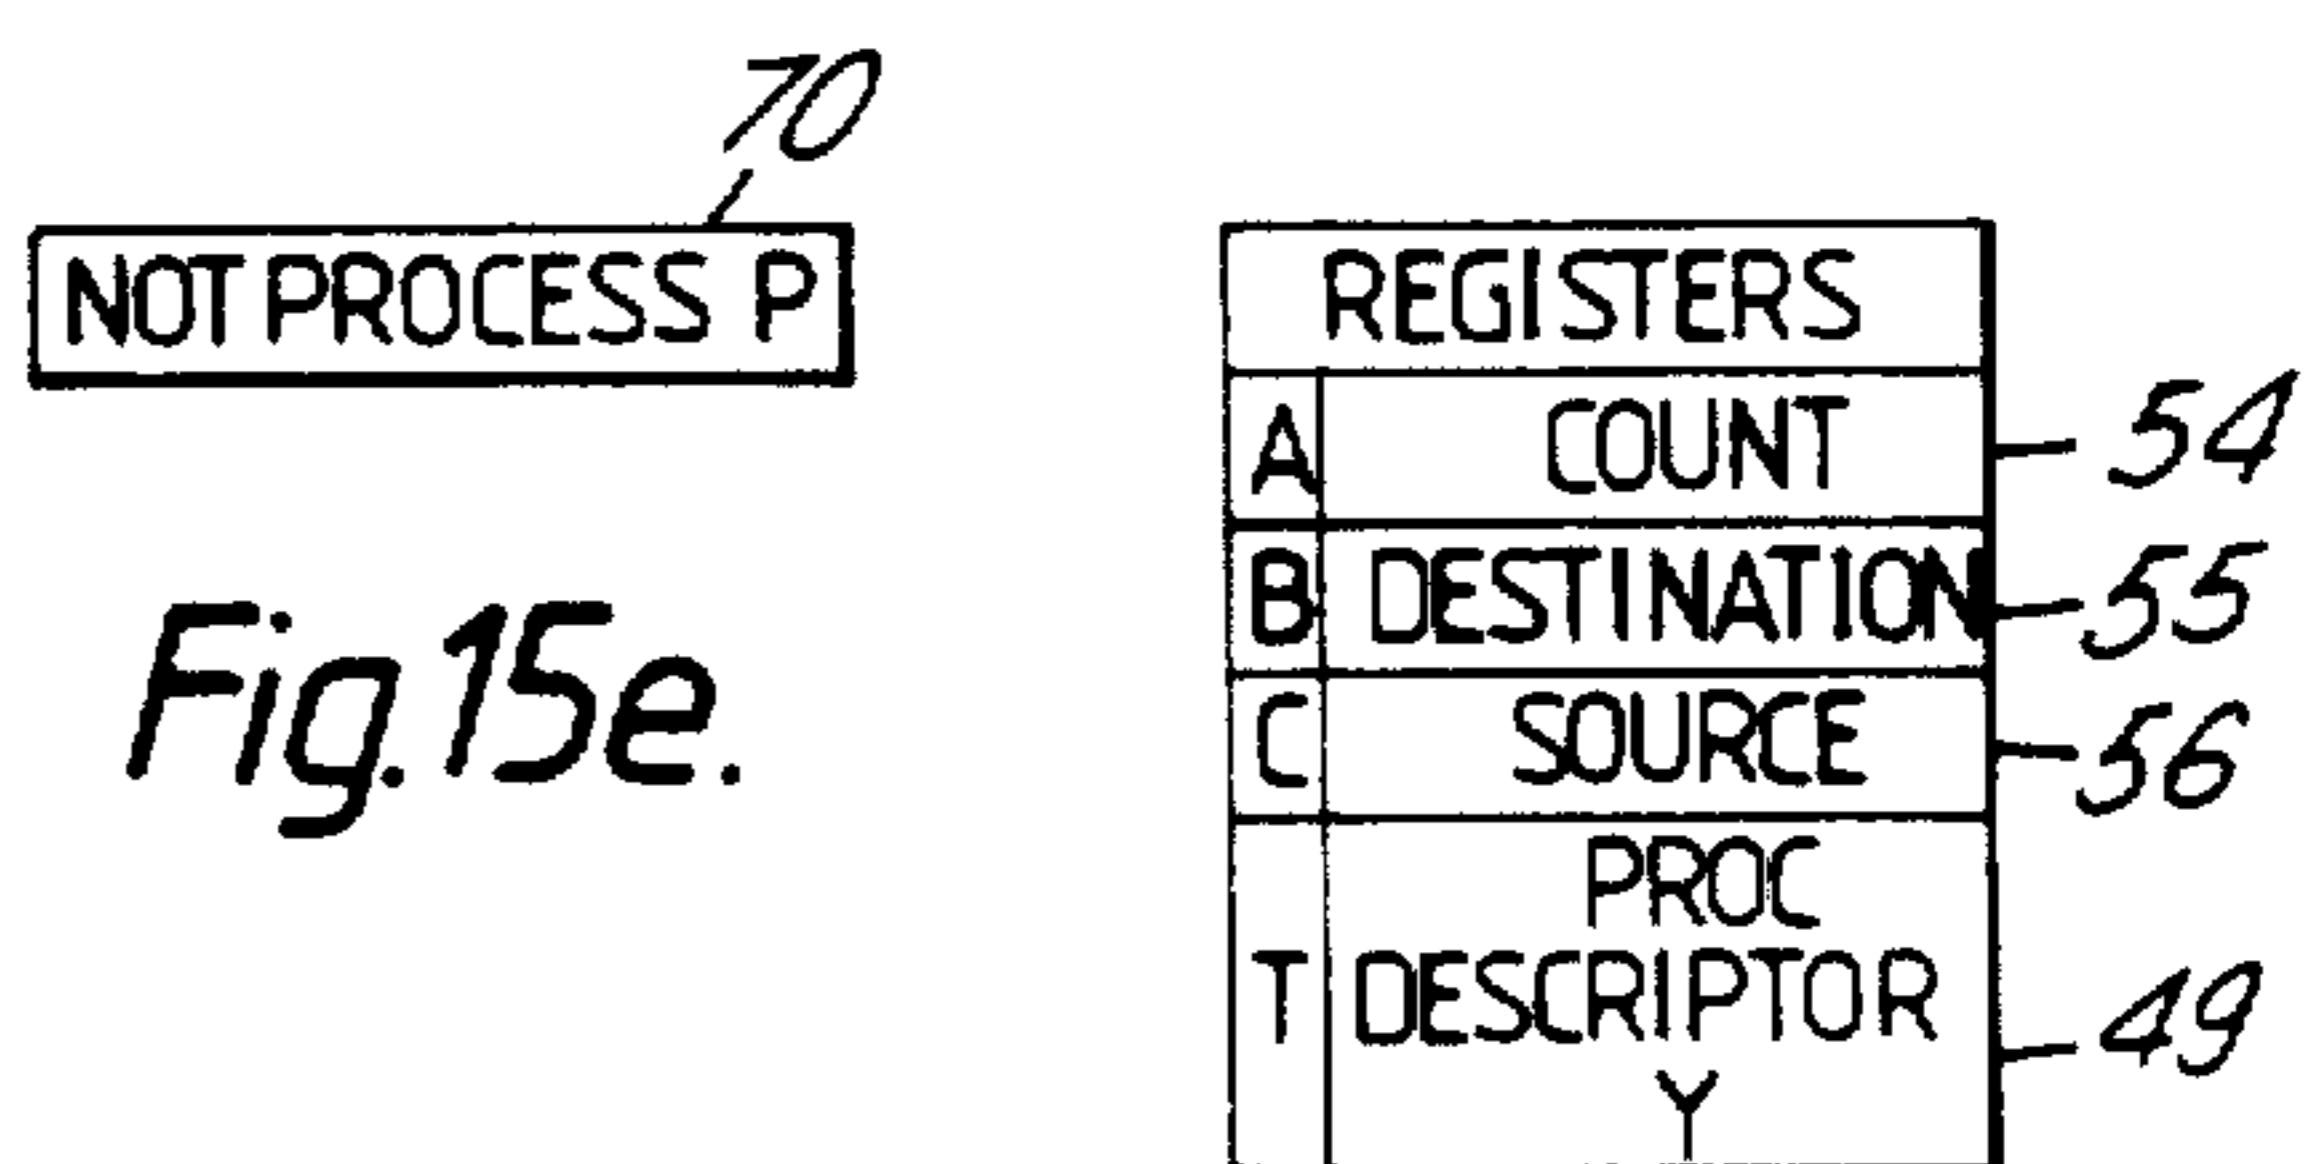 70
NOT PROCESS P
Fig.15e.
REGISTERS
A COUNT 54
B DESTINATION 55
C SOURCE 56
PROC
T DESCRIPTOR 49
Y